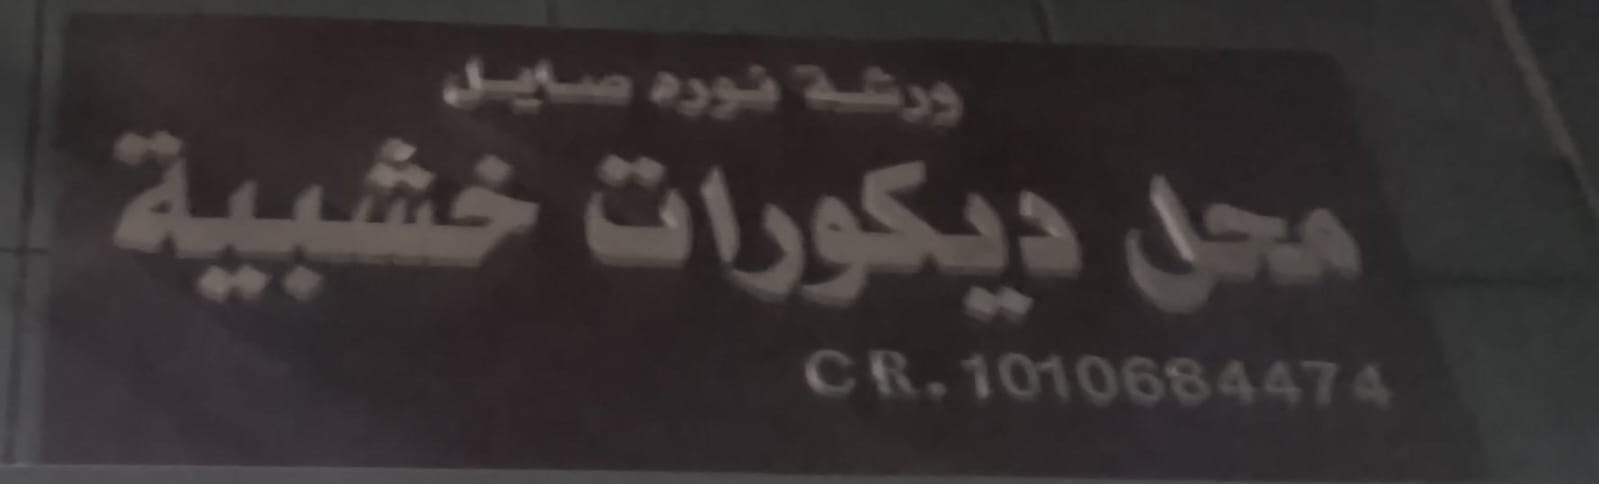 ورشة نوره صايل
محل ديكورات خشبية
CR.1010684474